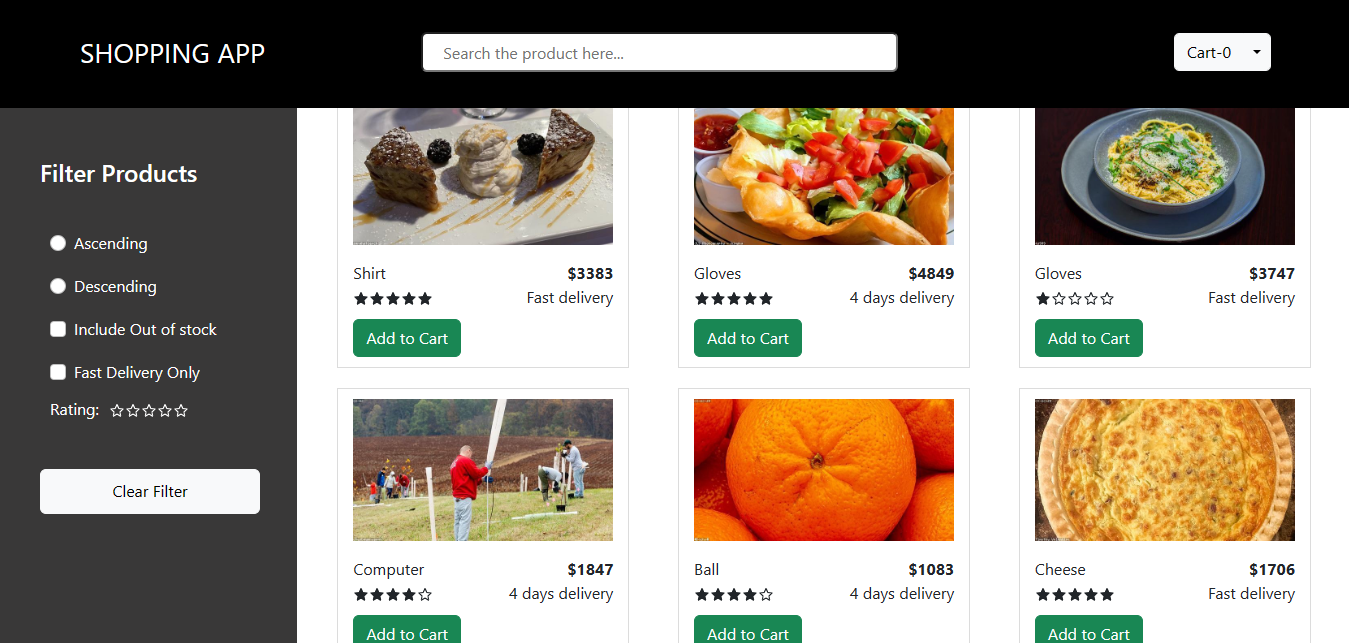 SHOPPING APP
Search the product here...
Cart-0
Filter Products
Ascending
Descending
Include Out of stock
Fast Delivery Only
Rating:
Clear Filter
Shirt $3383
Fast delivery
Add to Cart
Gloves $4849
4 days delivery
Add to Cart
Gloves $3747
Fast delivery
Add to Cart
Computer $1847
4 days delivery
Add to Cart
Ball $1083
4 days delivery
Add to Cart
Cheese $1706
Fast delivery
Add to Cart